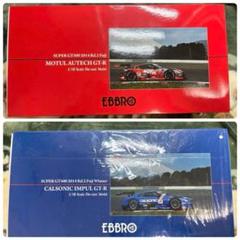 SUPER GT500 2014 Rd.2 Fuji
MOTUL AUTECH GT-R
1/18 Scale Die-cast Model
EBBRO
SUPER GT500 2014 Rd.2 Fuji Winner
CALSONIC IMPUL GT-R
1/18 Scale Die-cast Model
EBBRO